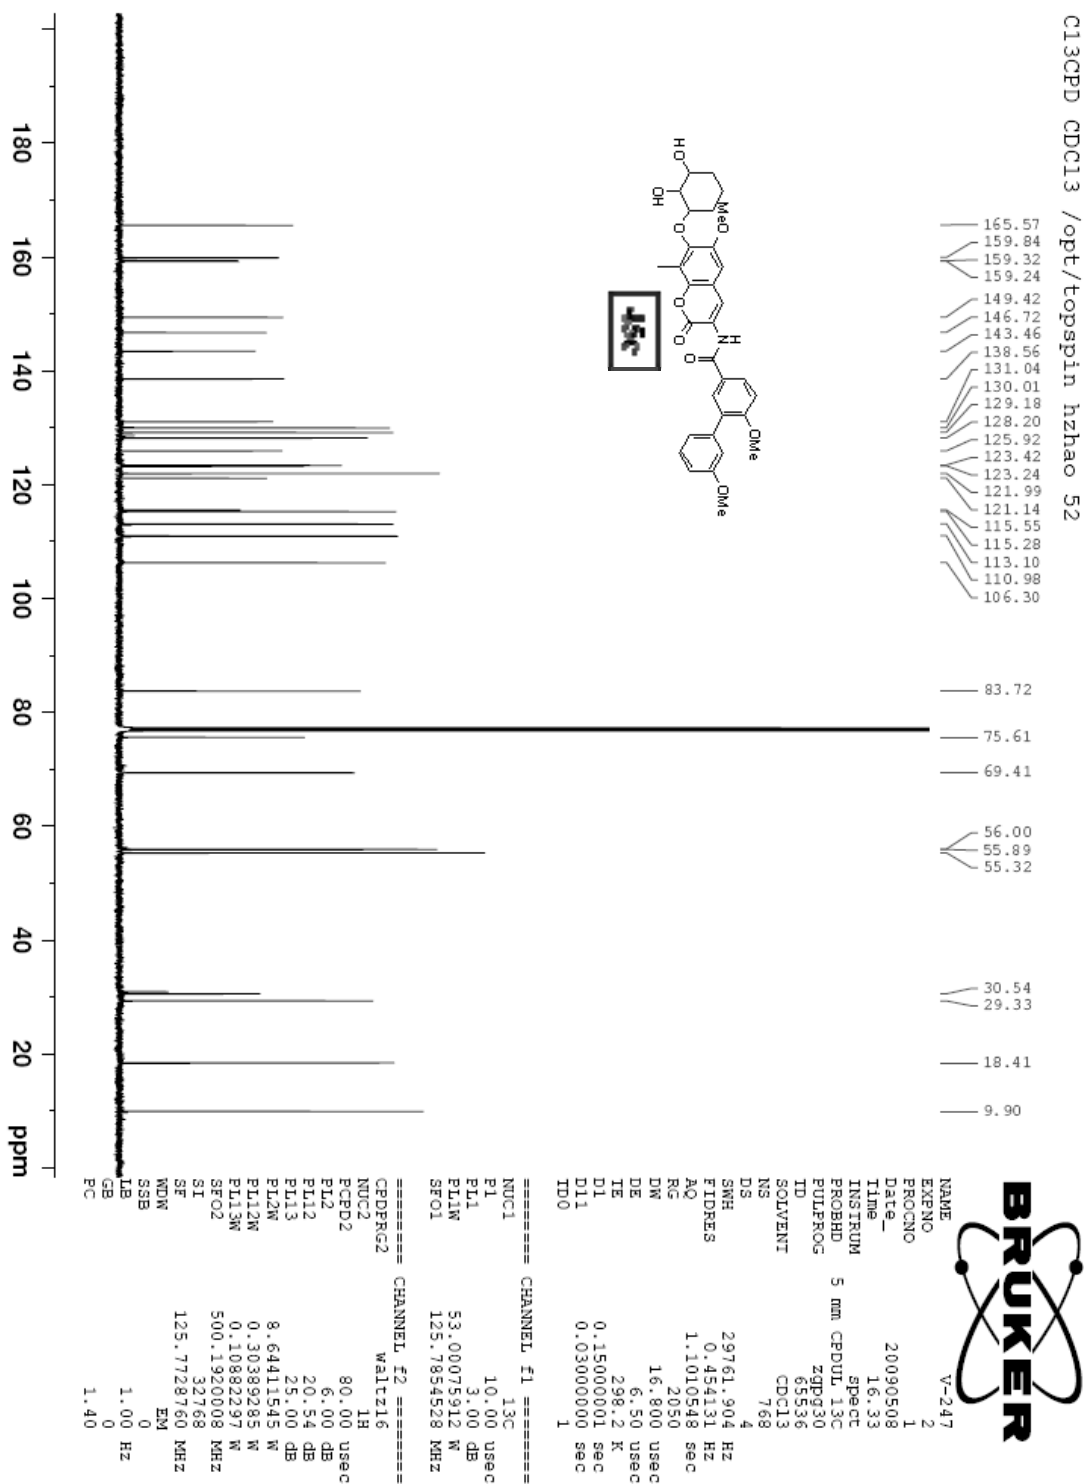 C13CPD CDCl3 /opt/topspin hzhao 52
165.57
159.84
159.32
159.24
149.42
146.72
143.46
138.56
131.04
130.01
129.18
128.20
125.92
123.42
123.24
121.99
121.14
115.55
115.28
113.10
110.98
106.30
83.72
75.61
69.41
56.00
55.89
55.32
30.54
29.33
18.41
9.90
HO
OH
MeO
O
O
O
H
N
O
OMe
OMe
180
160
140
120
100
80
60
40
20
ppm
BRUKER
NAME V-247
EXPNO 2
PROCNO 1
Date_ 20090508
Time 16.33
INSTRUM spect
PROBHD 5 mm CPDUL 13C
PULPROG zgpg30
TD 65536
SOLVENT CDCl3
NS 768
DS 4
SWH 29761.904 Hz
FIDRES 0.454131 Hz
AQ 1.1010548 sec
RG 2050
DW 16.800 usec
DE 6.50 usec
TE 298.2 K
D1 0.15000001 sec
D11 0.03000000 sec
TD0 1
======== CHANNEL f1 ========
NUC1 13C
P1 10.00 usec
PL1 3.00 dB
PL1W 53.00075912 W
SFO1 125.7854528 MHz
======== CHANNEL f2 ========
CPDPRG2 waltz16
NUC2 1H
PCPD2 80.00 usec
PL2 6.00 dB
PL12 20.54 dB
PL13 25.00 dB
PL2W 8.64411545 W
PL12W 0.30389285 W
PL13W 0.10882297 W
SFO2 500.1920008 MHz
SI 32768
SF 125.7728760 MHz
WDW EM
SSB 0
LB 1.00 Hz
GB 0
PC 1.40